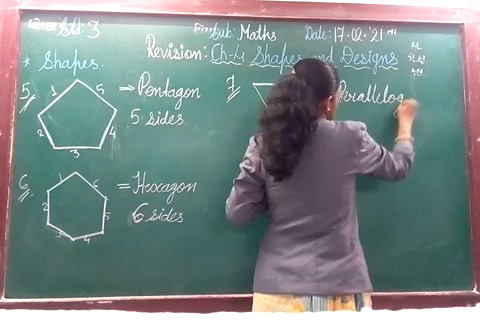 Std 3
Sub: Maths
Date: 17.02.'21
Revision: Ch-4 Shapes and Designs
* Shapes.
5
1
2
3
4
5
→ Pentagon
5 sides.
6
1
2
3
4
5
6
= Hexagon
6 sides
7
Parallelog